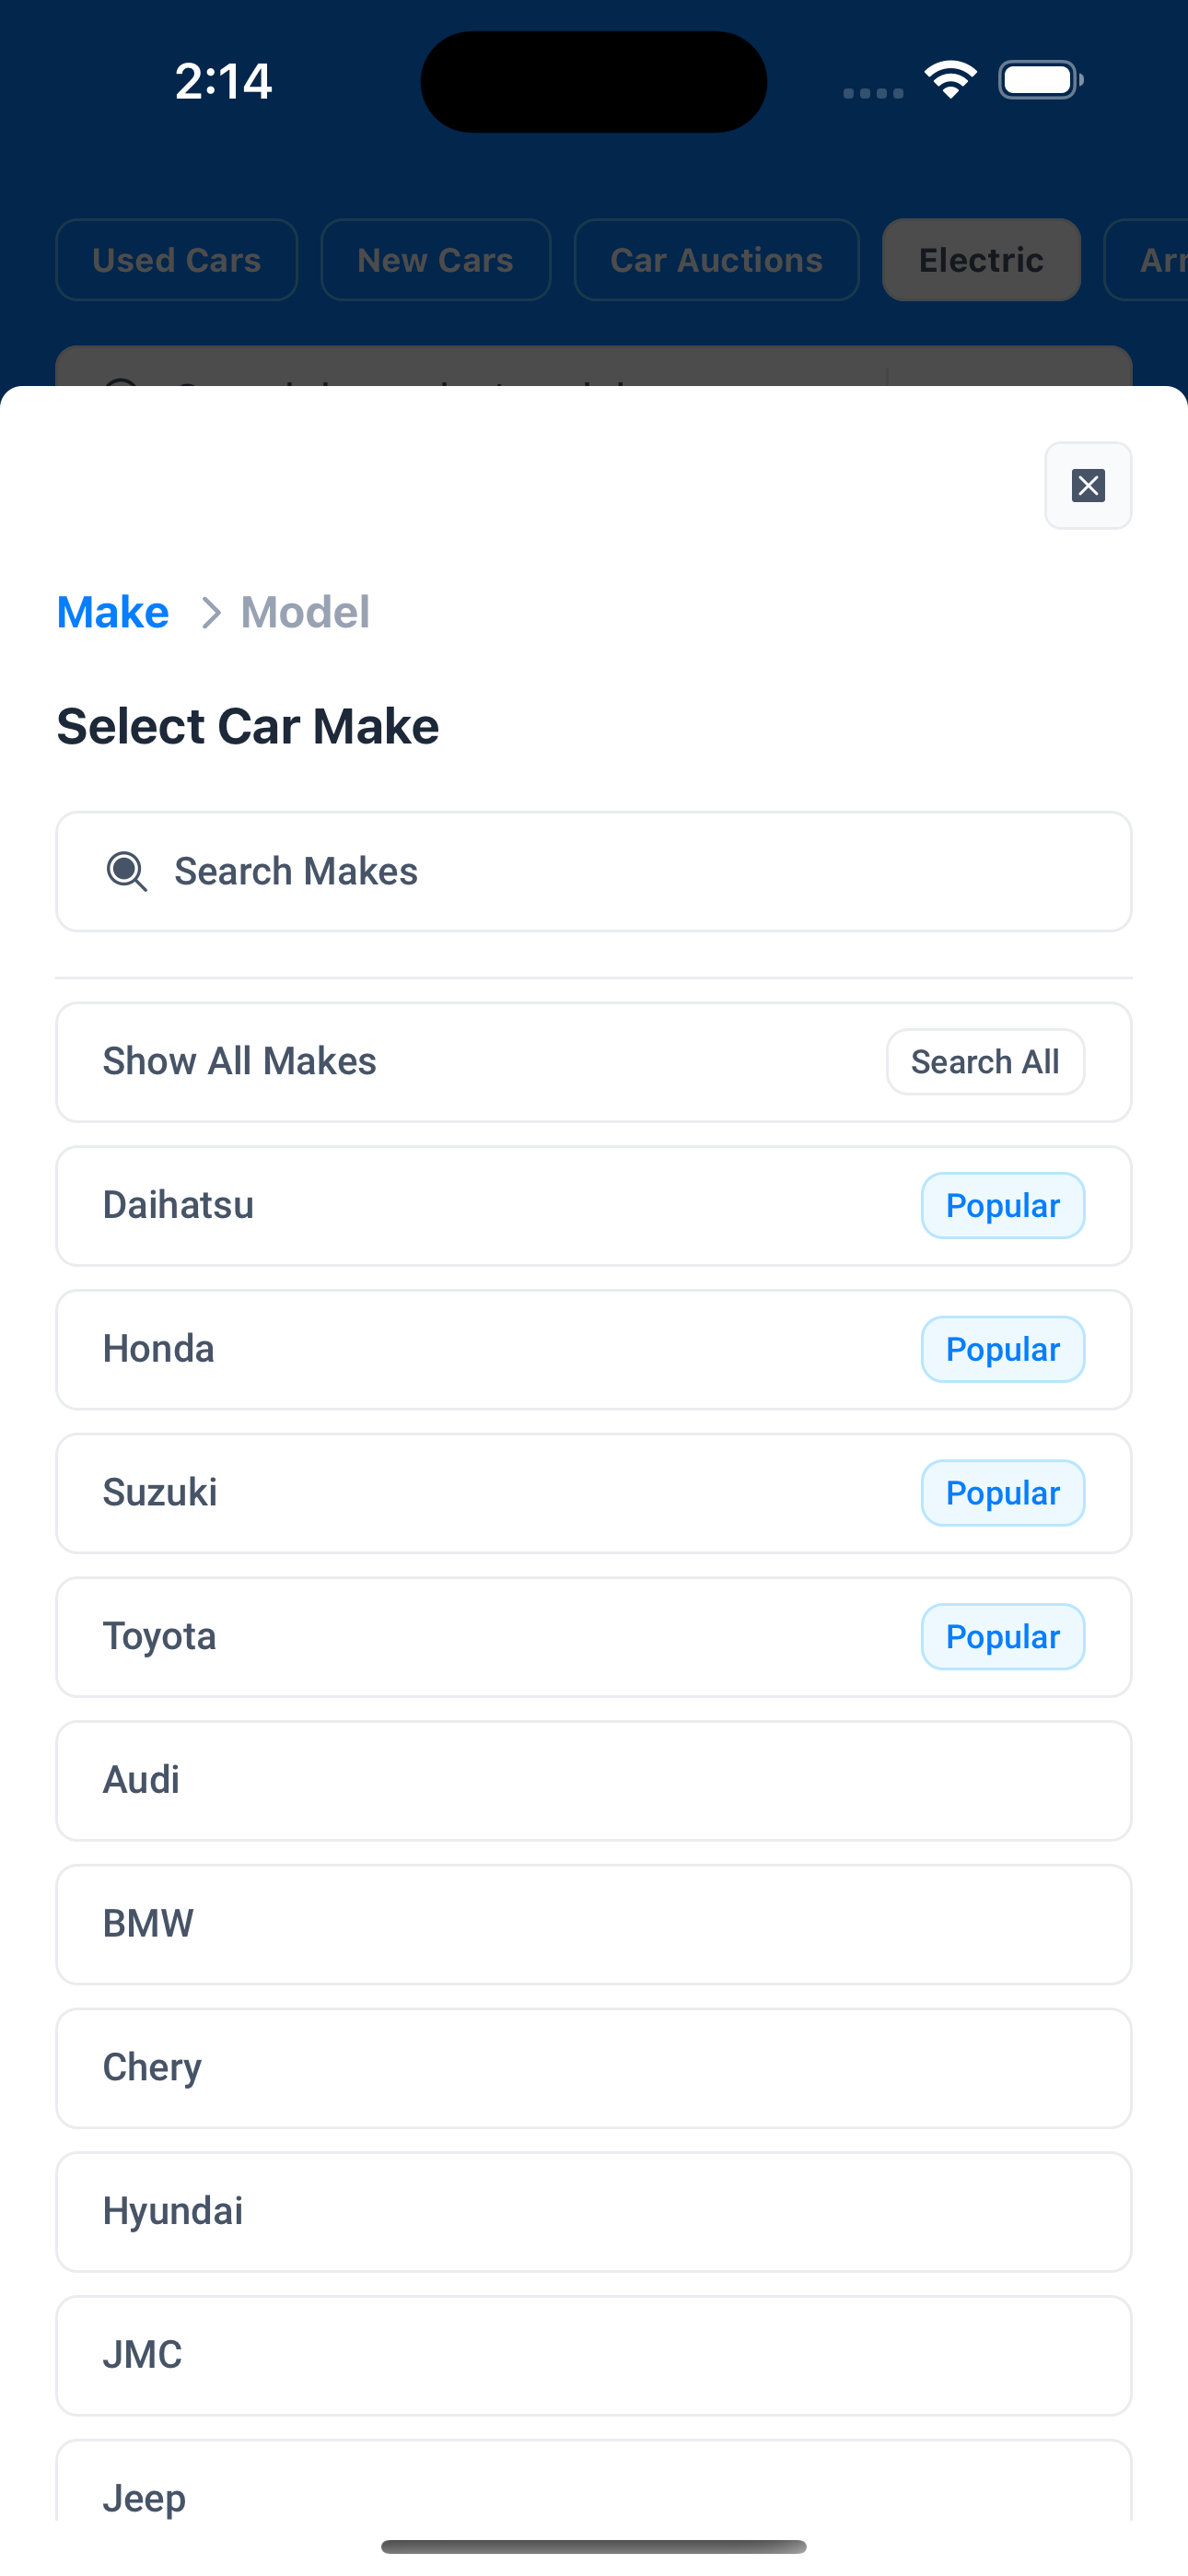 2:14
Used Cars
New Cars
Car Auctions
Electric
Make > Model
Select Car Make
Search Makes
Show All Makes
Search All
Daihatsu
Popular
Honda
Popular
Suzuki
Popular
Toyota
Popular
Audi
BMW
Chery
Hyundai
JMC
Jeep